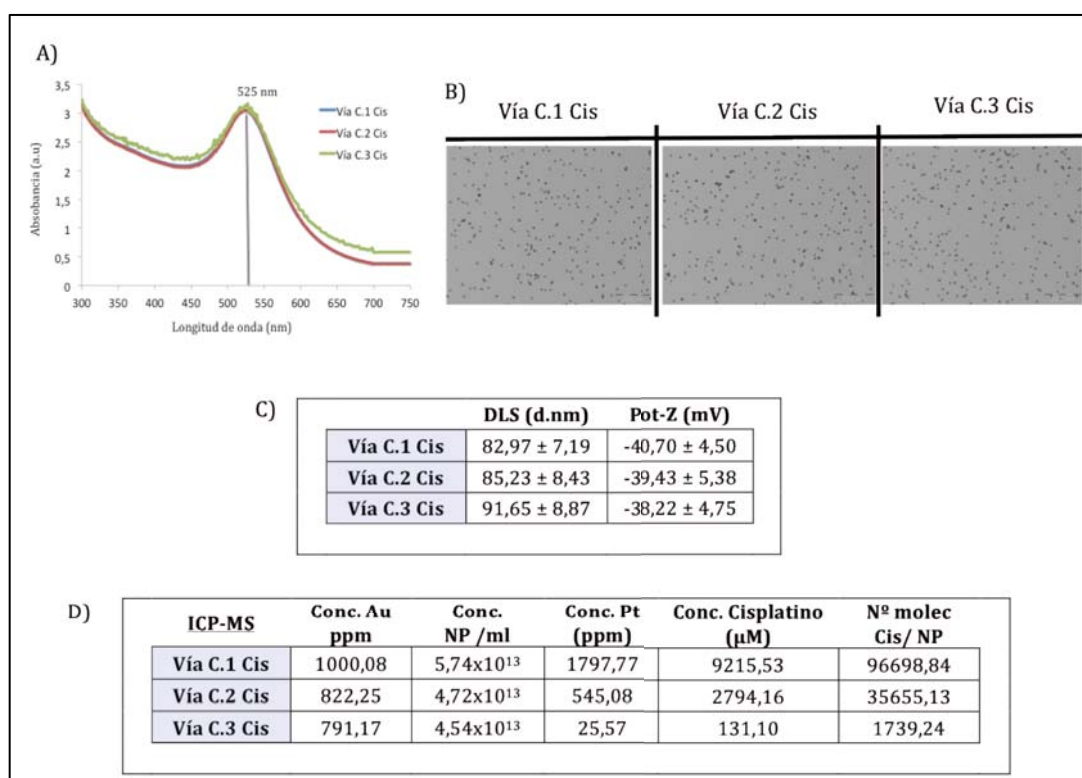 A)
3,5
3
2,5
2
1,5
1
0,5
0
300 350 400 450 500 550 600 650 700 750
525 nm
Vía C.1 Cis
Vía C.2 Cis
Vía C.3 Cis
Absobancia (a.u)
Longitud de onda (nm)
B)
Vía C.1 Cis Vía C.2 Cis Vía C.3 Cis
C)
DLS (d.nm) Pot-Z (mV)
Vía C.1 Cis 82,97 ± 7,19 -40,70 ± 4,50
Vía C.2 Cis 85,23 ± 8,43 -39,43 ± 5,38
Vía C.3 Cis 91,65 ± 8,87 -38,22 ± 4,75
D)
ICP-MS Conc. Au ppm Conc. NP /ml Conc. Pt (ppm) Conc. Cisplatino (µM) Nº molec Cis/ NP
Vía C.1 Cis 1000,08 5,74x10¹³ 1797,77 9215,53 96698,84
Vía C.2 Cis 822,25 4,72x10¹³ 545,08 2794,16 35655,13
Vía C.3 Cis 791,17 4,54x10¹³ 25,57 131,10 1739,24